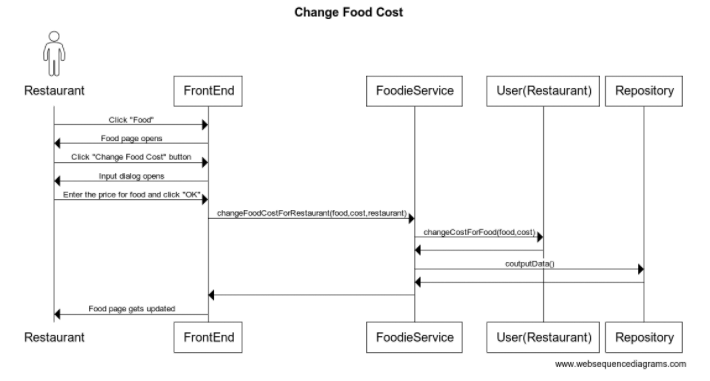 Change Food Cost
Restaurant FrontEnd FoodieService User(Restaurant) Repository
Click "Food"
Food page opens
Click "Change Food Cost" button
Input dialog opens
Enter the price for food and click "OK"
changeFoodCostForRestaurant(food,cost,restaurant)
changeCostForFood(food,cost)
coutputData()
Food page gets updated
Restaurant FrontEnd FoodieService User(Restaurant) Repository
www.websequencediagrams.com